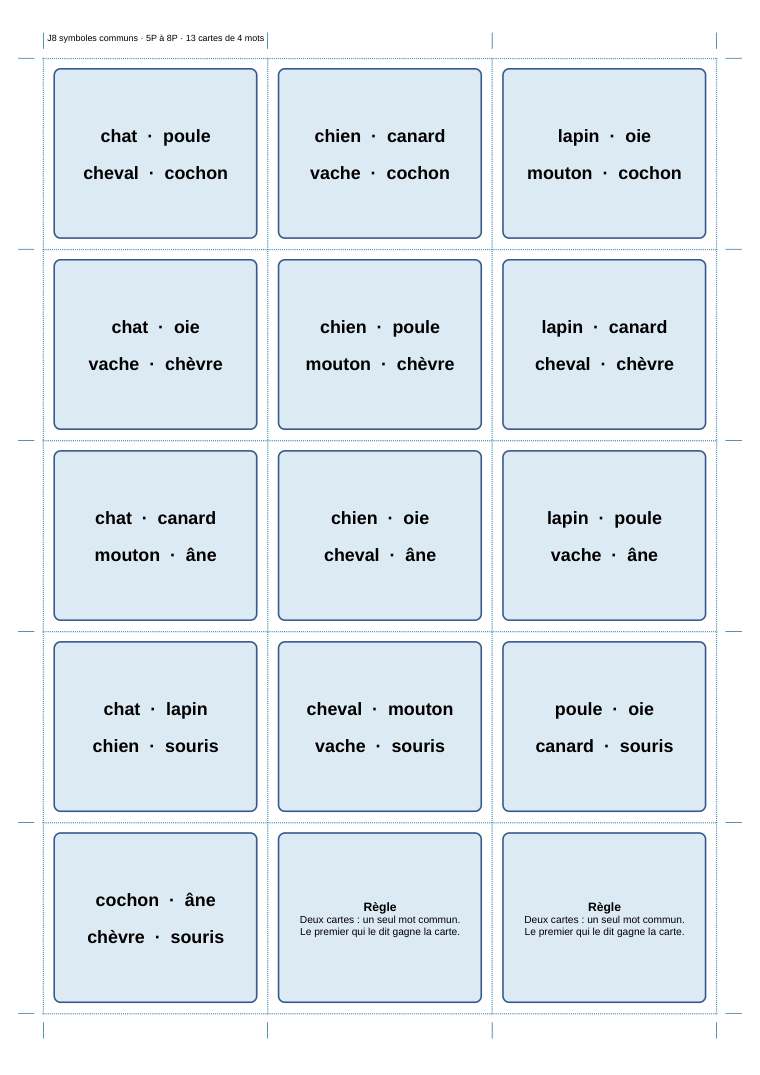 J8 symboles communs · 5P à 8P · 13 cartes de 4 mots
chat · poule
cheval · cochon
chien · canard
vache · cochon
lapin · oie
mouton · cochon
chat · oie
vache · chèvre
chien · poule
mouton · chèvre
lapin · canard
cheval · chèvre
chat · canard
mouton · âne
chien · oie
cheval · âne
lapin · poule
vache · âne
chat · lapin
chien · souris
cheval · mouton
vache · souris
poule · oie
canard · souris
cochon · âne
chèvre · souris
Règle
Deux cartes : un seul mot commun.
Le premier qui le dit gagne la carte.
Règle
Deux cartes : un seul mot commun.
Le premier qui le dit gagne la carte.